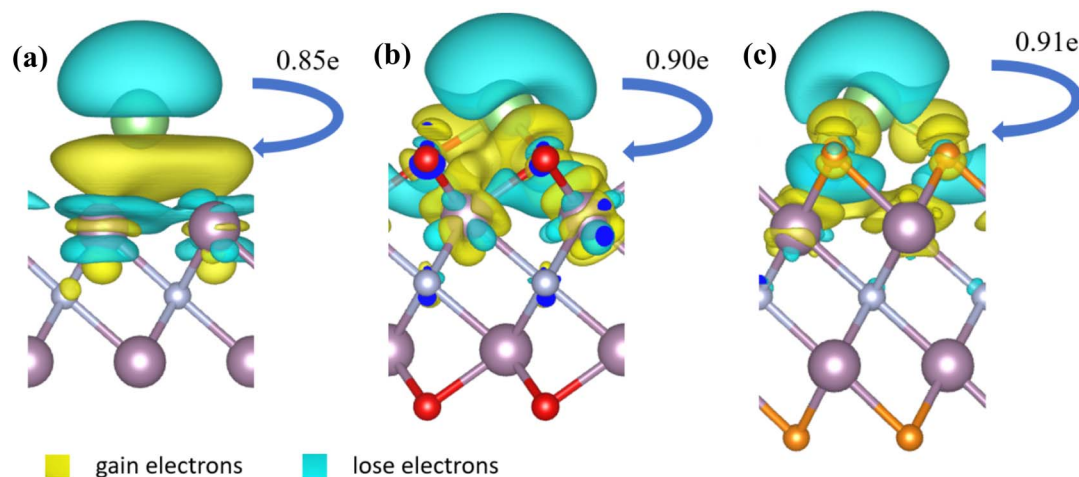 (a)
0.85e
(b)
0.90e
(c)
0.91e
gain electrons
lose electrons